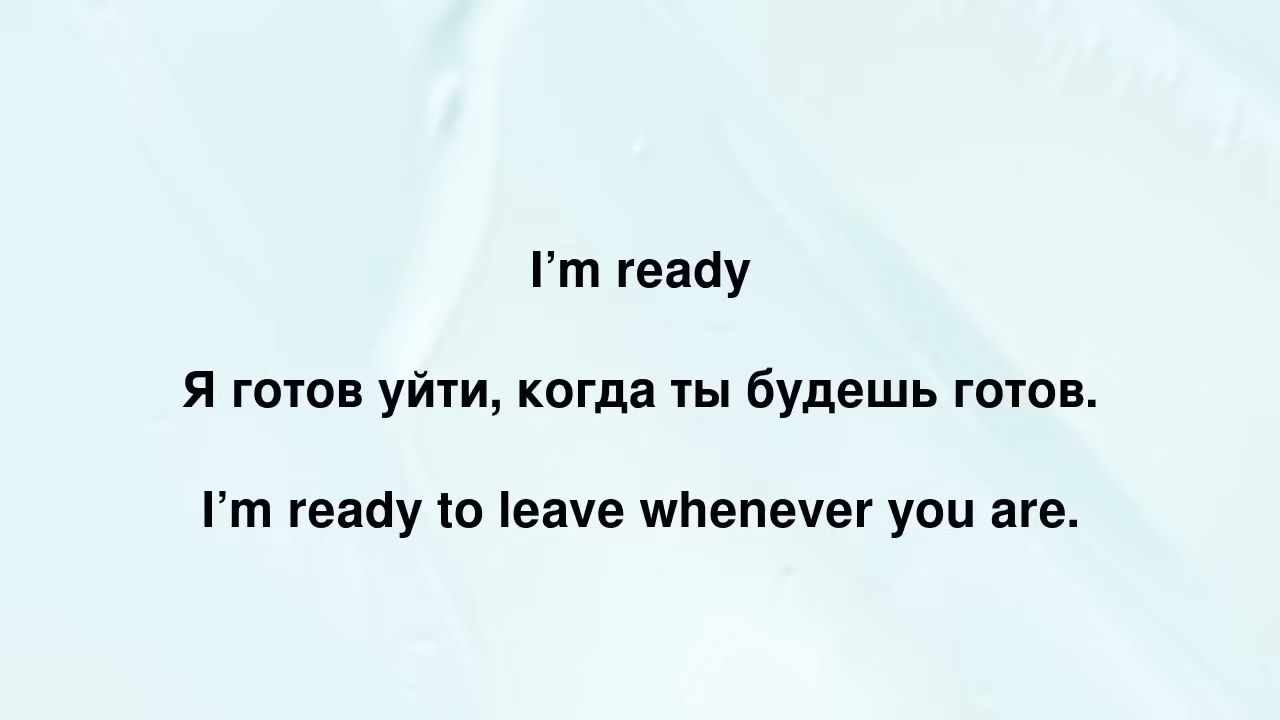 I’m ready
Я готов уйти, когда ты будешь готов.
I’m ready to leave whenever you are.